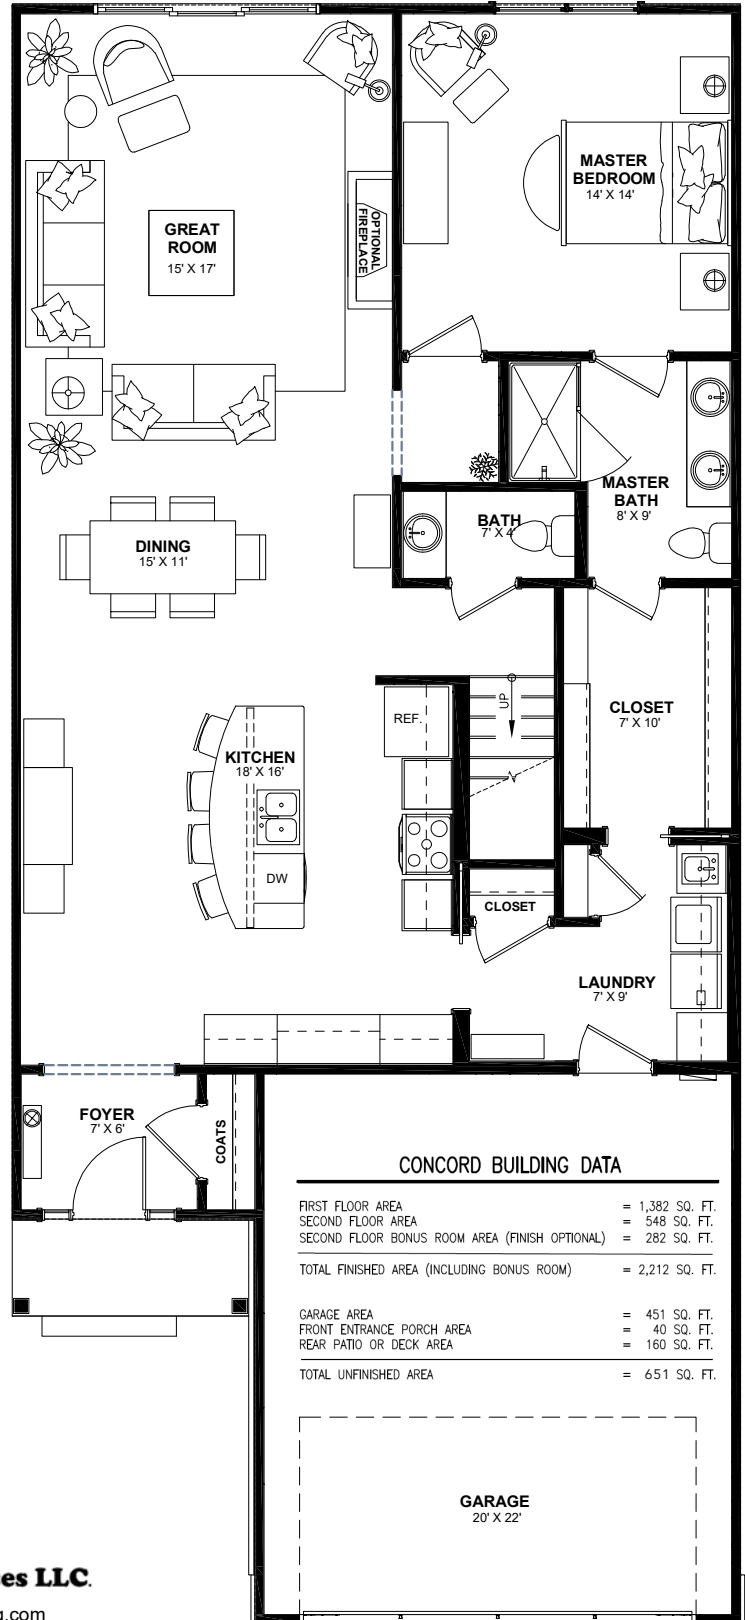 GREAT
ROOM
15' X 17'
OPTIONAL
FIREPLACE
MASTER
BEDROOM
14' X 14'
MASTER
BATH
8' X 9'
BATH
7' X 4'
DINING
15' X 11'
UP
REF.
CLOSET
7' X 10'
KITCHEN
18' X 16'
DW
CLOSET
LAUNDRY
7' X 9'
FOYER
7' X 6'
COATS
CONCORD BUILDING DATA
FIRST FLOOR AREA = 1,382 SQ. FT.
SECOND FLOOR AREA = 548 SQ. FT.
SECOND FLOOR BONUS ROOM AREA (FINISH OPTIONAL) = 282 SQ. FT.
TOTAL FINISHED AREA (INCLUDING BONUS ROOM) = 2,212 SQ. FT.
GARAGE AREA = 451 SQ. FT.
FRONT ENTRANCE PORCH AREA = 40 SQ. FT.
REAR PATIO OR DECK AREA = 160 SQ. FT.
TOTAL UNFINISHED AREA = 651 SQ. FT.
GARAGE
20' X 22'
es LLC.
g.com